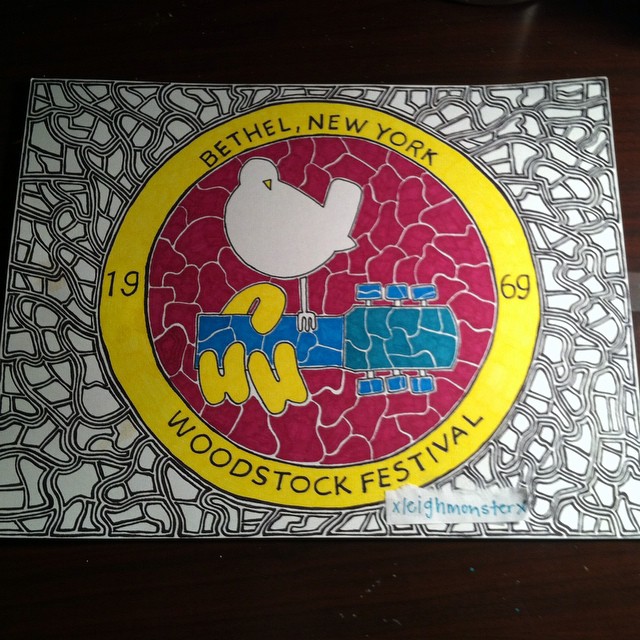 BETHEL, NEW YORK
19 69
WOODSTOCK FESTIVAL
xleighmonsterx